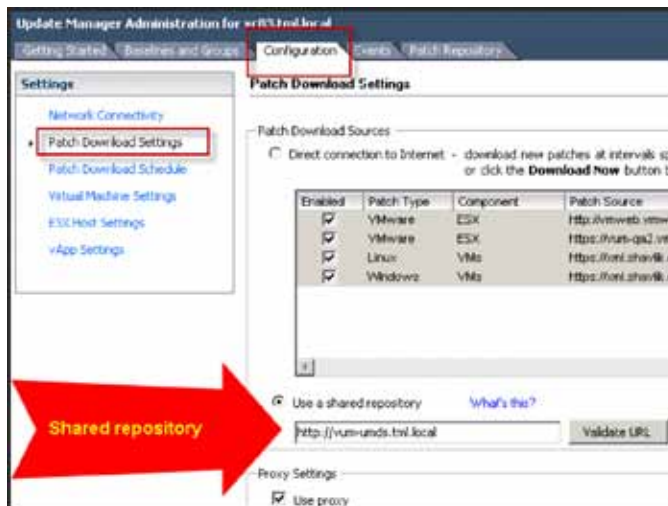 Update Manager Administration for vc03.tml.local
Getting Started Baselines and Groups Configuration Events Patch Repository
Settings
Network Connectivity
Patch Download Settings
Patch Download Schedule
Virtual Machine Settings
ESX Host Settings
vApp Settings
Patch Download Settings
Patch Download Sources
Direct connection to Internet - download new patches at intervals
or click the Download Now button
Enabled Patch Type Component Patch Source
VMware ESX
VMware ESX
Linux VMs
Windows VMs
Use a shared repository What's this?
Shared repository
http://vum-umds.tml.local Validate URL
Proxy Settings
Use proxy